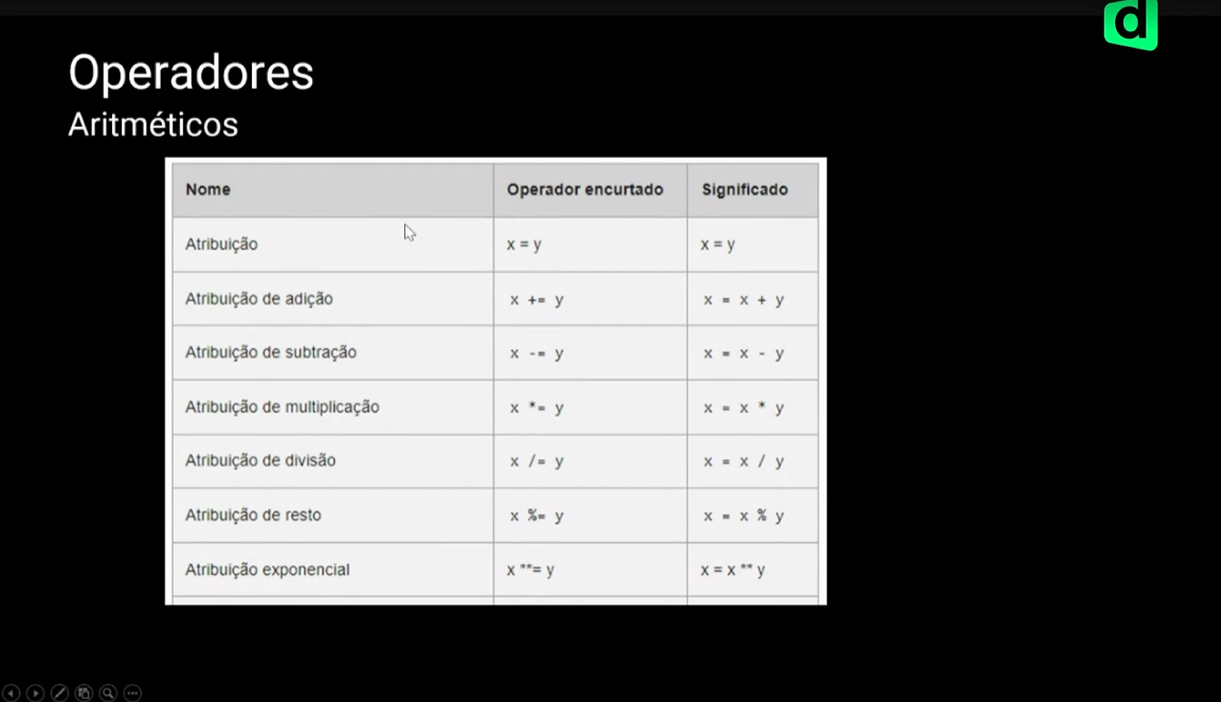 d
Operadores
Aritméticos
Nome Operador encurtado Significado
Atribuição x = y x = y
Atribuição de adição x += y x = x + y
Atribuição de subtração x -= y x = x - y
Atribuição de multiplicação x *= y x = x * y
Atribuição de divisão x /= y x = x / y
Atribuição de resto x %= y x = x % y
Atribuição exponencial x **= y x = x ** y